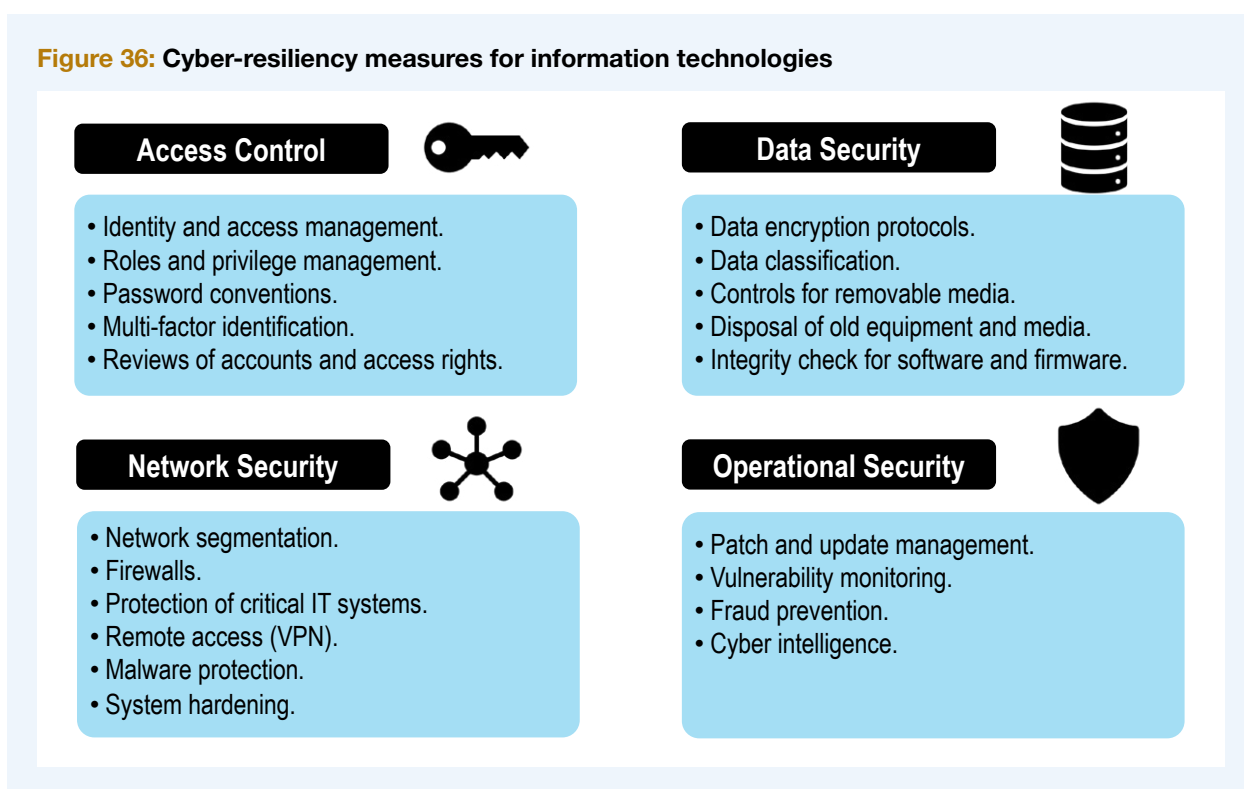 Figure 36: Cyber-resiliency measures for information technologies
Access Control
• Identity and access management.
• Roles and privilege management.
• Password conventions.
• Multi-factor identification.
• Reviews of accounts and access rights.
Data Security
• Data encryption protocols.
• Data classification.
• Controls for removable media.
• Disposal of old equipment and media.
• Integrity check for software and firmware.
Network Security
• Network segmentation.
• Firewalls.
• Protection of critical IT systems.
• Remote access (VPN).
• Malware protection.
• System hardening.
Operational Security
• Patch and update management.
• Vulnerability monitoring.
• Fraud prevention.
• Cyber intelligence.